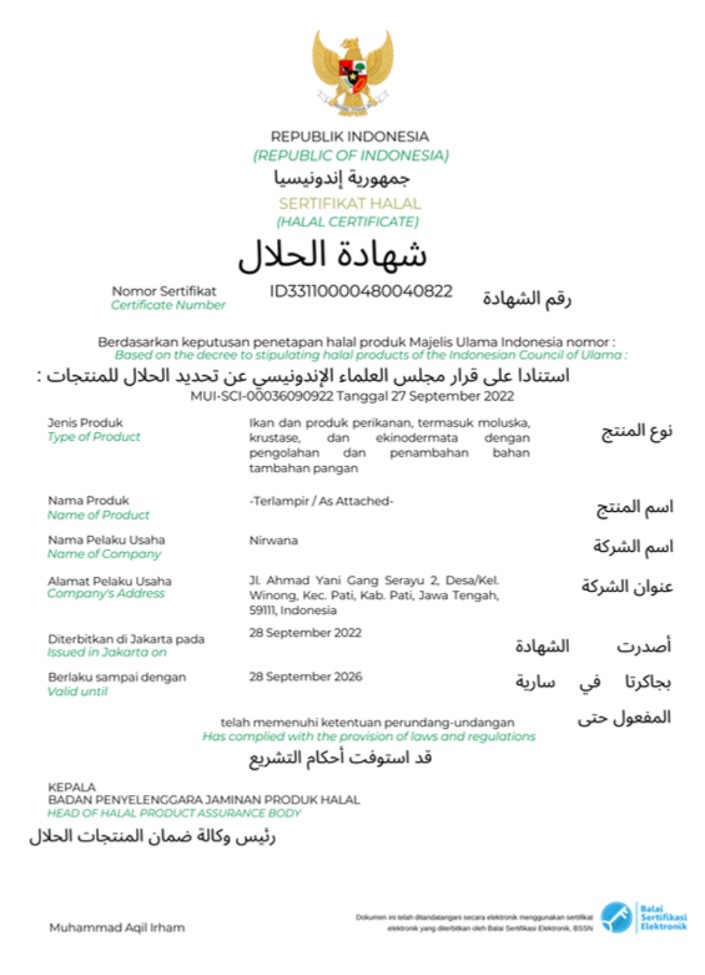 REPUBLIK INDONESIA
(REPUBLIC OF INDONESIA)
جمهورية إندونيسيا
SERTIFIKAT HALAL
(HALAL CERTIFICATE)
شهادة الحلال
Nomor Sertifikat ID33110000480040822 رقم الشهادة
Certificate Number
Berdasarkan keputusan penetapan halal produk Majelis Ulama Indonesia nomor :
Based on the decree to stipulating halal products of the Indonesian Council of Ulama :
استنادا على قرار مجلس العلماء الإندونيسي عن تحديد الحلال للمنتجات :
MUI-SCI-00036090922 Tanggal 27 September 2022
Jenis Produk Ikan dan produk perikanan, termasuk moluska, نوع المنتج
Type of Product krustase, dan ekinodermata dengan
pengolahan dan penambahan bahan
tambahan pangan
Nama Produk -Terlampir / As Attached- اسم المنتج
Name of Product
Nama Pelaku Usaha Nirwana اسم الشركة
Name of Company
Alamat Pelaku Usaha Jl. Ahmad Yani Gang Serayu 2, Desa/Kel. عنوان الشركة
Company's Address Winong, Kec. Pati, Kab. Pati, Jawa Tengah,
59111, Indonesia
Diterbitkan di Jakarta pada 28 September 2022 أصدرت الشهادة
Issued in Jakarta on
Berlaku sampai dengan 28 September 2026 بجاكرتا في سارية
Valid until
المفعول حتى
telah memenuhi ketentuan perundang-undangan
Has complied with the provision of laws and regulations
قد استوفت أحكام التشريع
KEPALA
BADAN PENYELENGGARA JAMINAN PRODUK HALAL
HEAD OF HALAL PRODUCT ASSURANCE BODY
رئيس وكالة ضمان المنتجات الحلال
Muhammad Aqil Irham
Dokumen ini telah ditandatangani secara elektronik menggunakan sertifikat
elektronik yang diterbitkan oleh Balai Sertifikasi Elektronik, BSSN
Balai
Sertifikasi
Elektronik